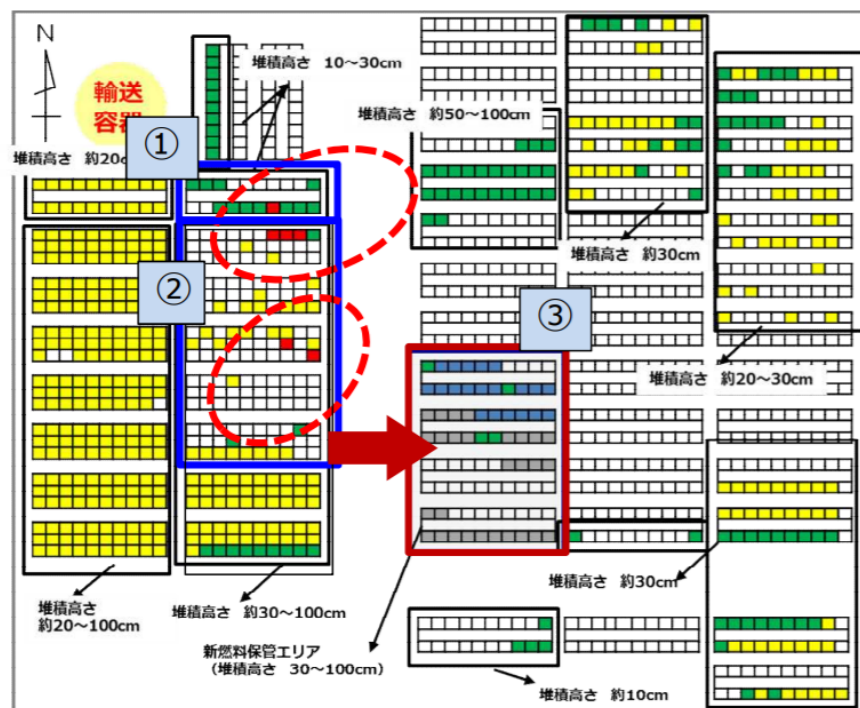 N
輸送
容器
堆積高さ 10~30cm
①
堆積高さ 約20c
堆積高さ 約50~100cm
②
堆積高さ 約30cm
③
堆積高さ 約20~30cm
堆積高さ 約30cm
堆積高さ
約20~100cm
堆積高さ 約30~100cm
新燃料保管エリア
(堆積高さ 30~100cm)
堆積高さ 約10cm